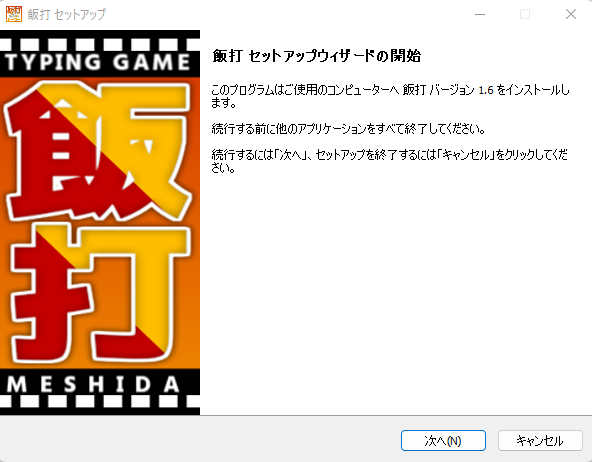 飯打 セットアップ
TYPING GAME
飯
打
MESHIDA
飯打 セットアップウィザードの開始
このプログラムはご使用のコンピューターへ 飯打 バージョン 1.6 をインストールし
ます。
続行する前に他のアプリケーションをすべて終了してください。
続行するには「次へ」、セットアップを終了するには「キャンセル」をクリックしてくだ
さい。
次へ(N)
キャンセル